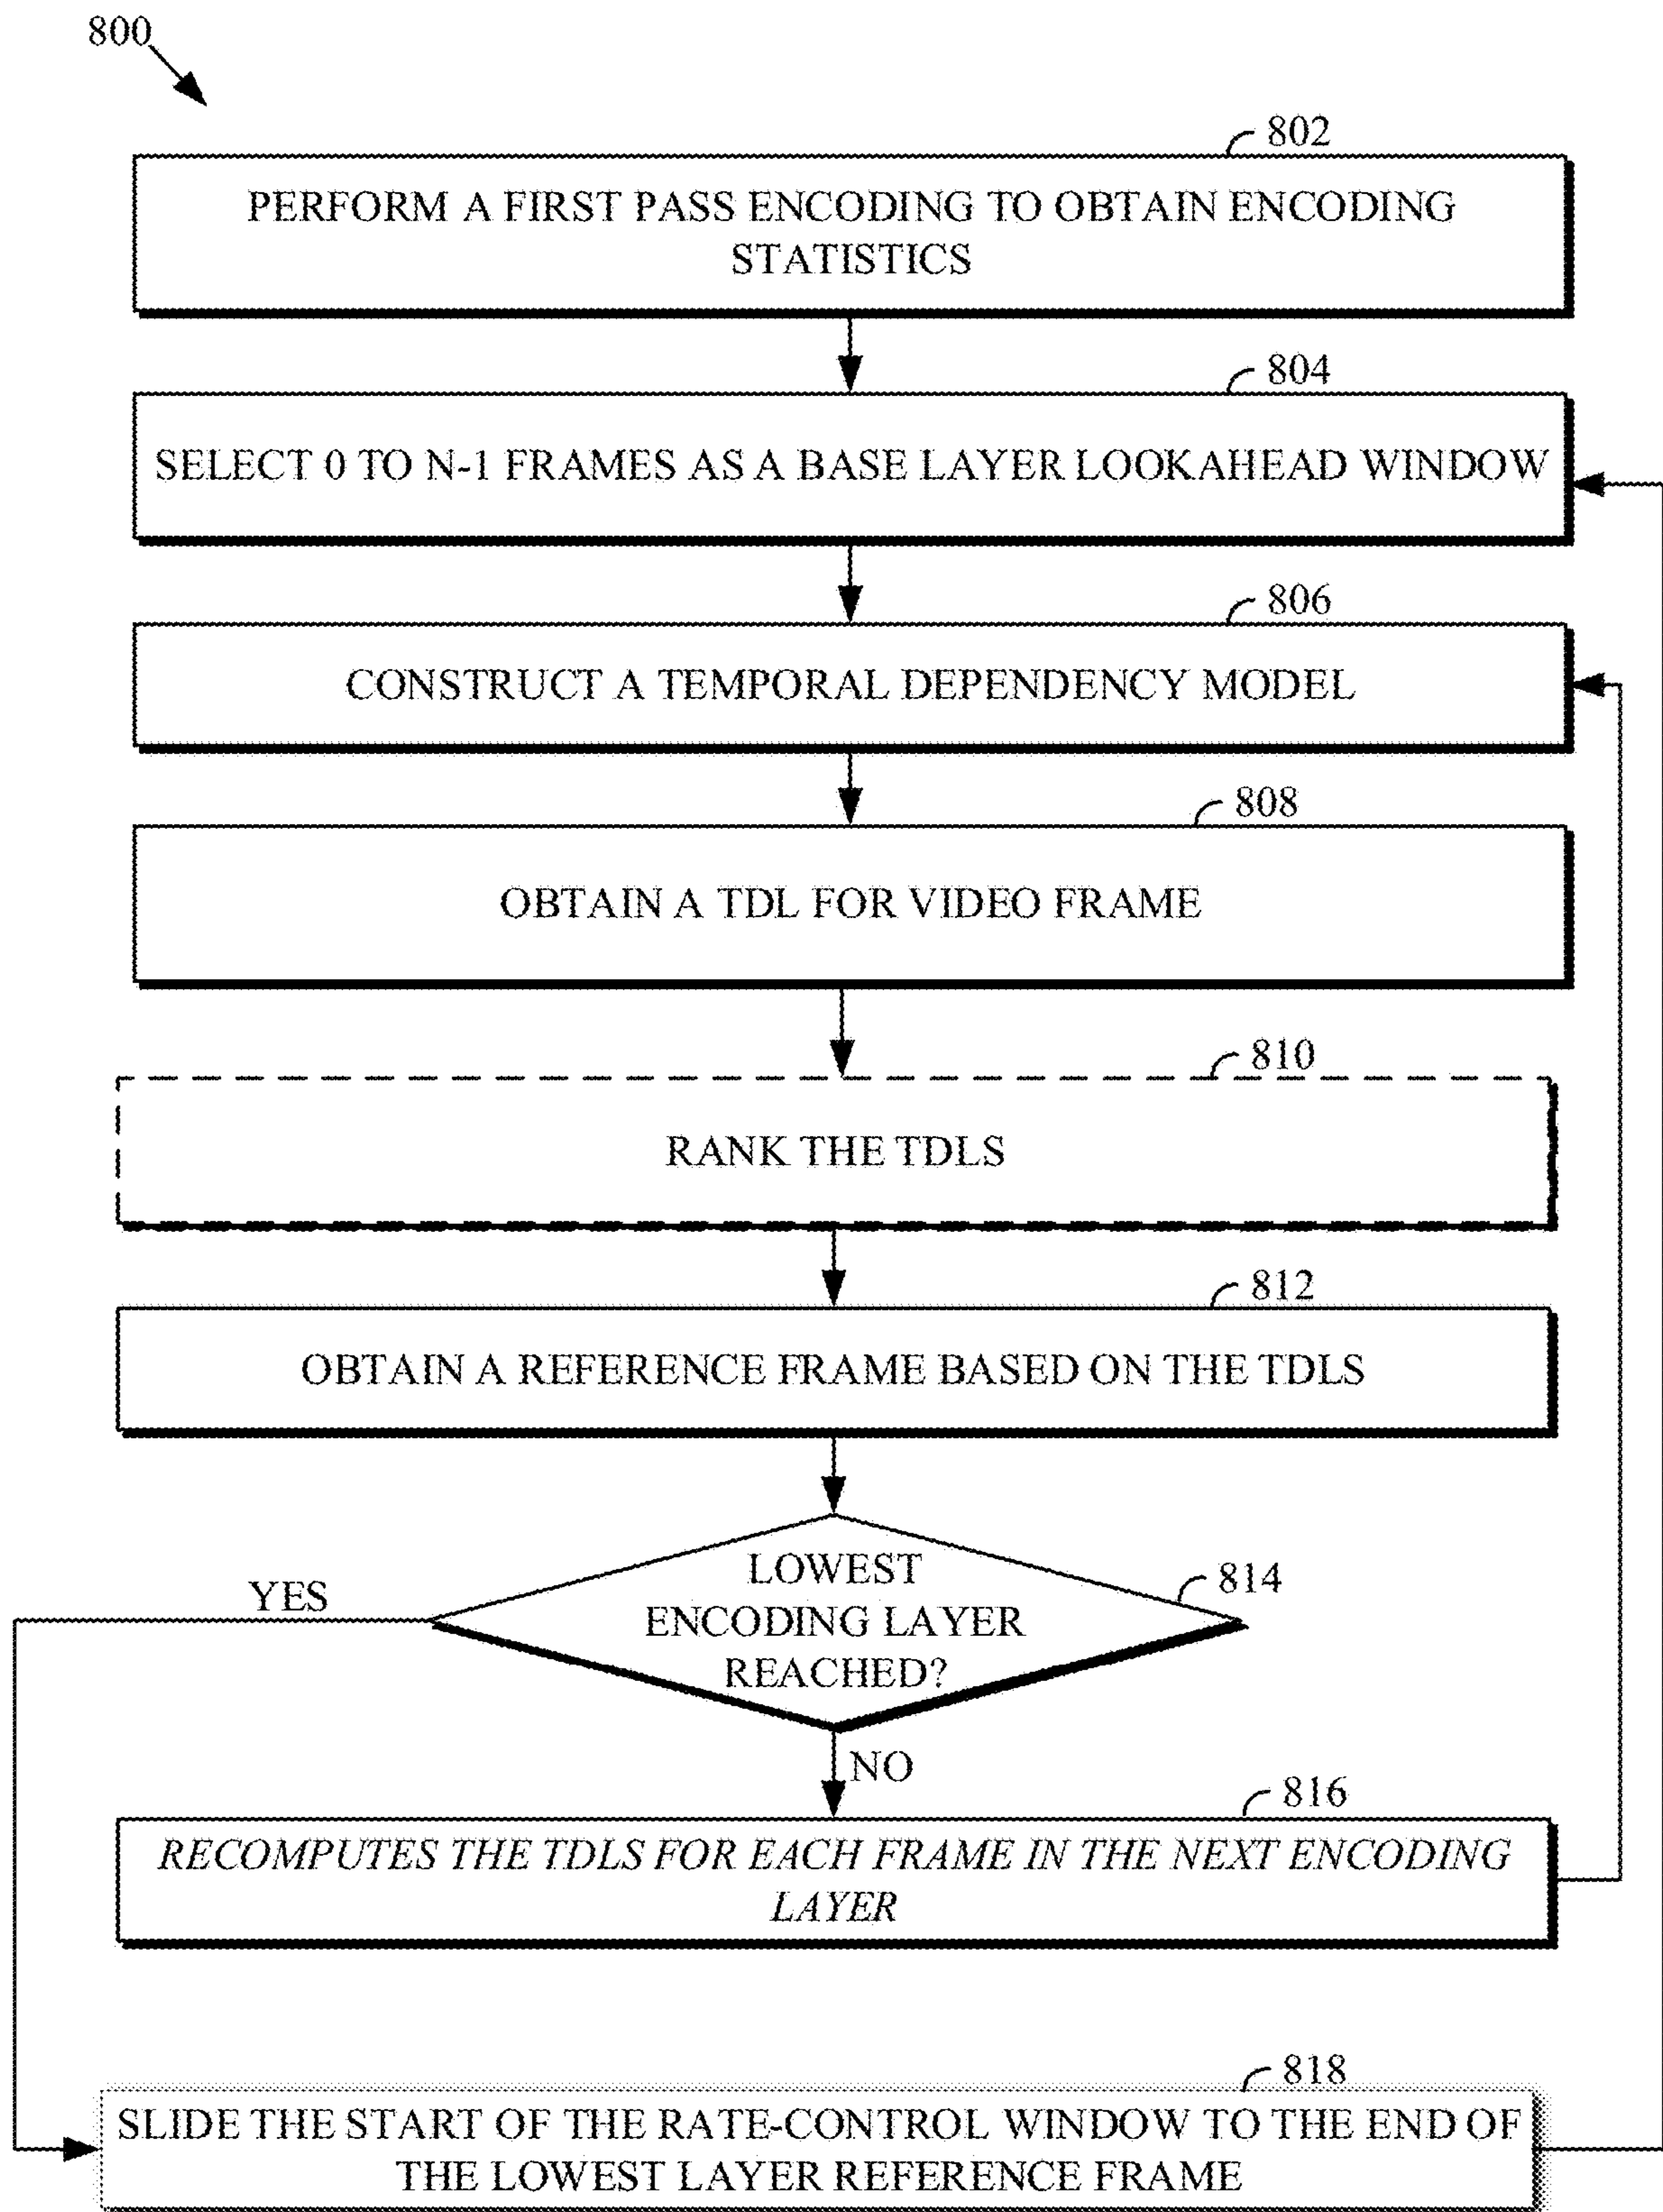 800
802
PERFORM A FIRST PASS ENCODING TO OBTAIN ENCODING
STATISTICS
804
SELECT 0 TO N-1 FRAMES AS A BASE LAYER LOOKAHEAD WINDOW
806
CONSTRUCT A TEMPORAL DEPENDENCY MODEL
808
OBTAIN A TDL FOR VIDEO FRAME
810
RANK THE TDLS
812
OBTAIN A REFERENCE FRAME BASED ON THE TDLS
814
LOWEST
ENCODING LAYER
REACHED?
YES
NO
816
RECOMPUTES THE TDLS FOR EACH FRAME IN THE NEXT ENCODING
LAYER
818
SLIDE THE START OF THE RATE-CONTROL WINDOW TO THE END OF
THE LOWEST LAYER REFERENCE FRAME